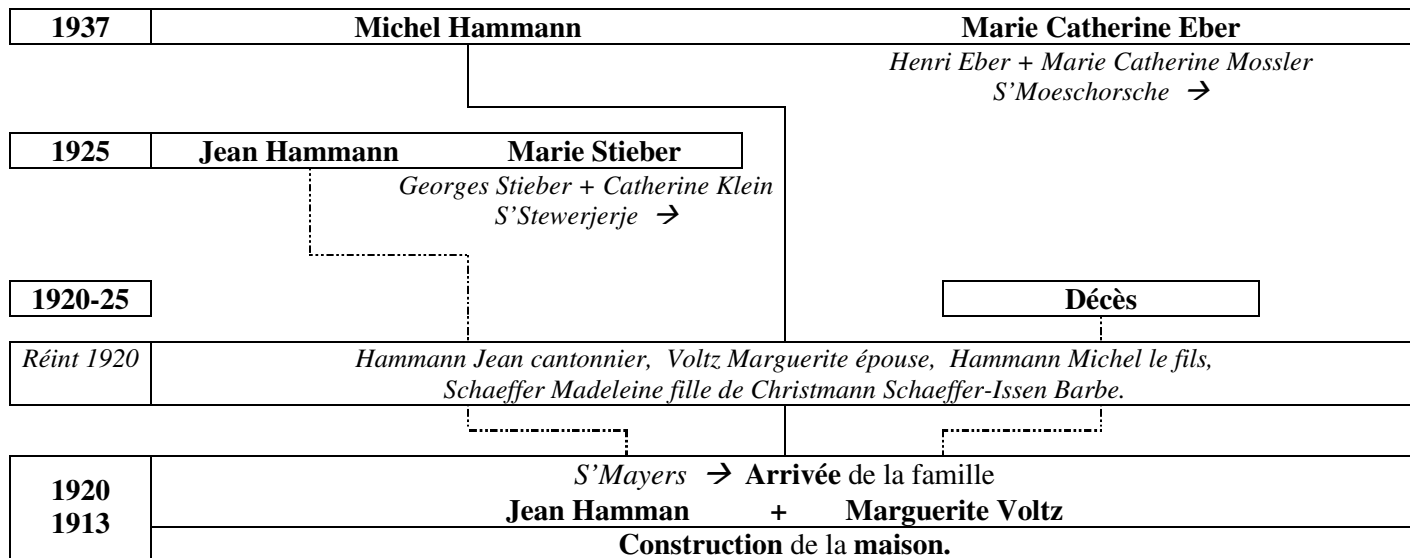 1937 Michel Hammann Marie Catherine Eber
Henri Eber + Marie Catherine Mossler
S'Moeschorsche →
1925 Jean Hammann Marie Stieber
Georges Stieber + Catherine Klein
S'Stewerjerje →
1920-25 Décès
Réint 1920 Hammann Jean cantonnier, Voltz Marguerite épouse, Hammann Michel le fils,
Schaeffer Madeleine fille de Christmann Schaeffer-Issen Barbe.
1920
1913
S'Mayers → Arrivée de la famille
Jean Hamman + Marguerite Voltz
Construction de la maison.